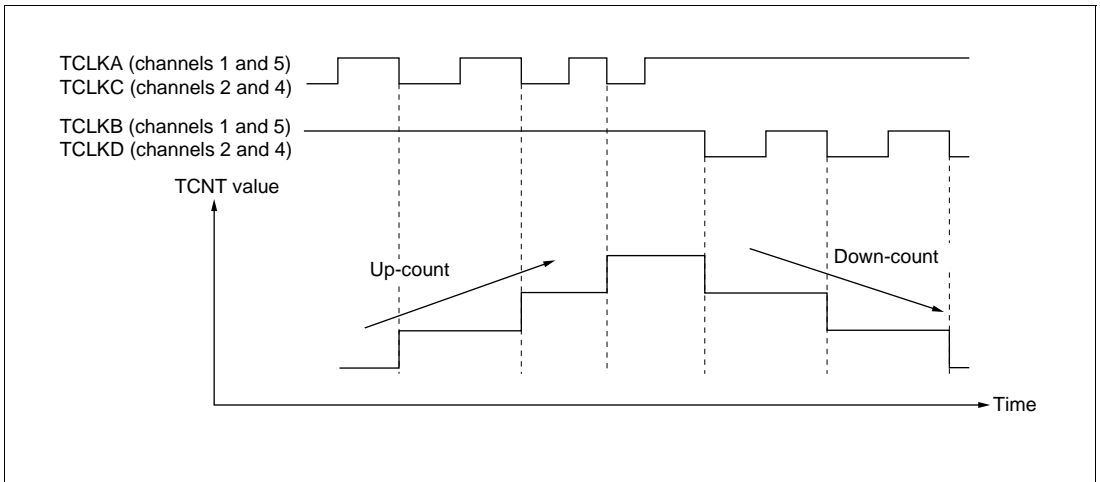 TCLKA (channels 1 and 5)
TCLKC (channels 2 and 4)
TCLKB (channels 1 and 5)
TCLKD (channels 2 and 4)
TCNT value
Up-count
Down-count
Time